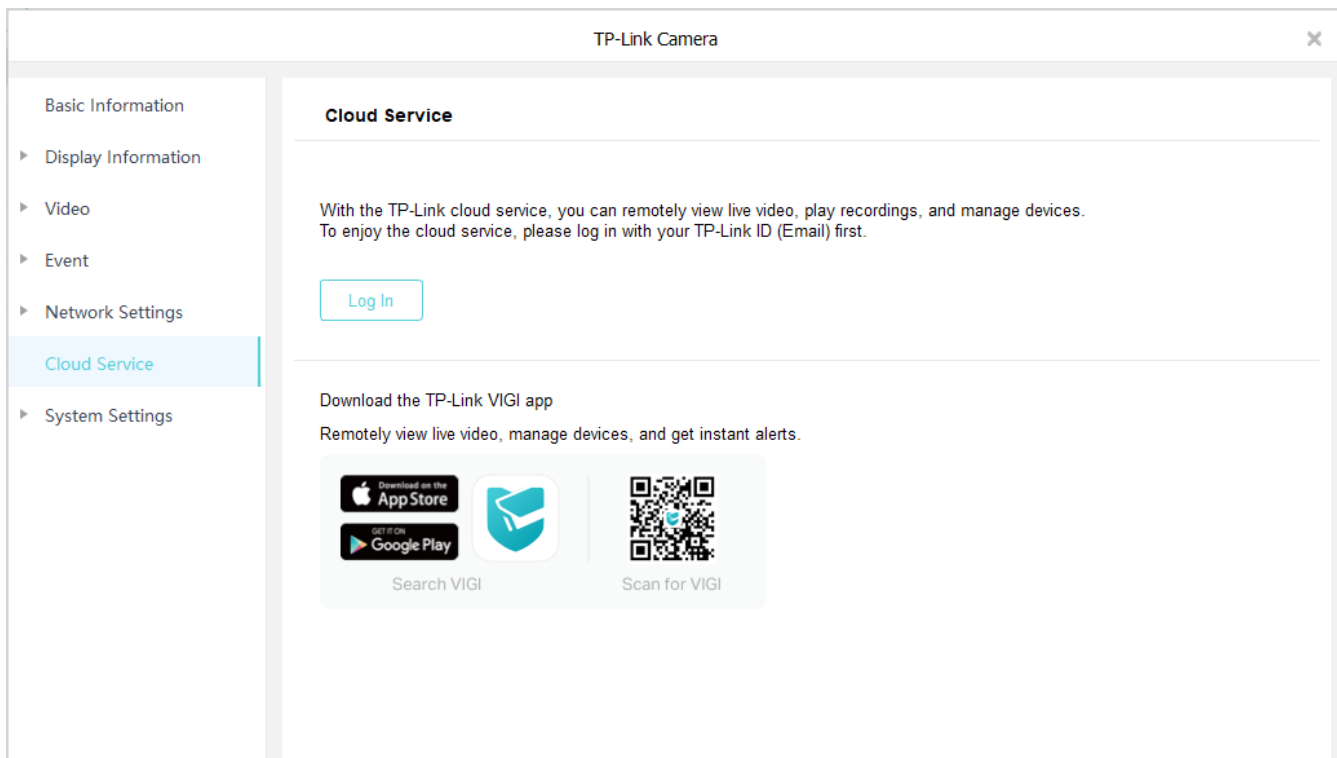 TP-Link Camera
Basic Information
Display Information
Video
Event
Network Settings
Cloud Service
System Settings
Cloud Service
With the TP-Link cloud service, you can remotely view live video, play recordings, and manage devices.
To enjoy the cloud service, please log in with your TP-Link ID (Email) first.
Log In
Download the TP-Link VIGI app
Remotely view live video, manage devices, and get instant alerts.
Download on the
App Store
GET IT ON
Google Play
Search VIGI
Scan for VIGI